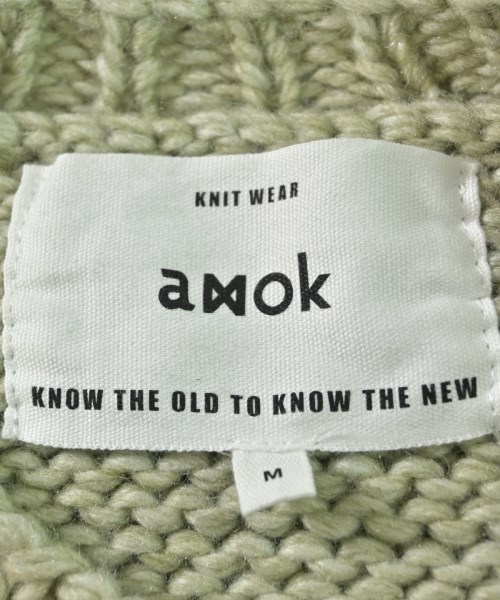 KNIT WEAR
amok
KNOW THE OLD TO KNOW THE NEW
M